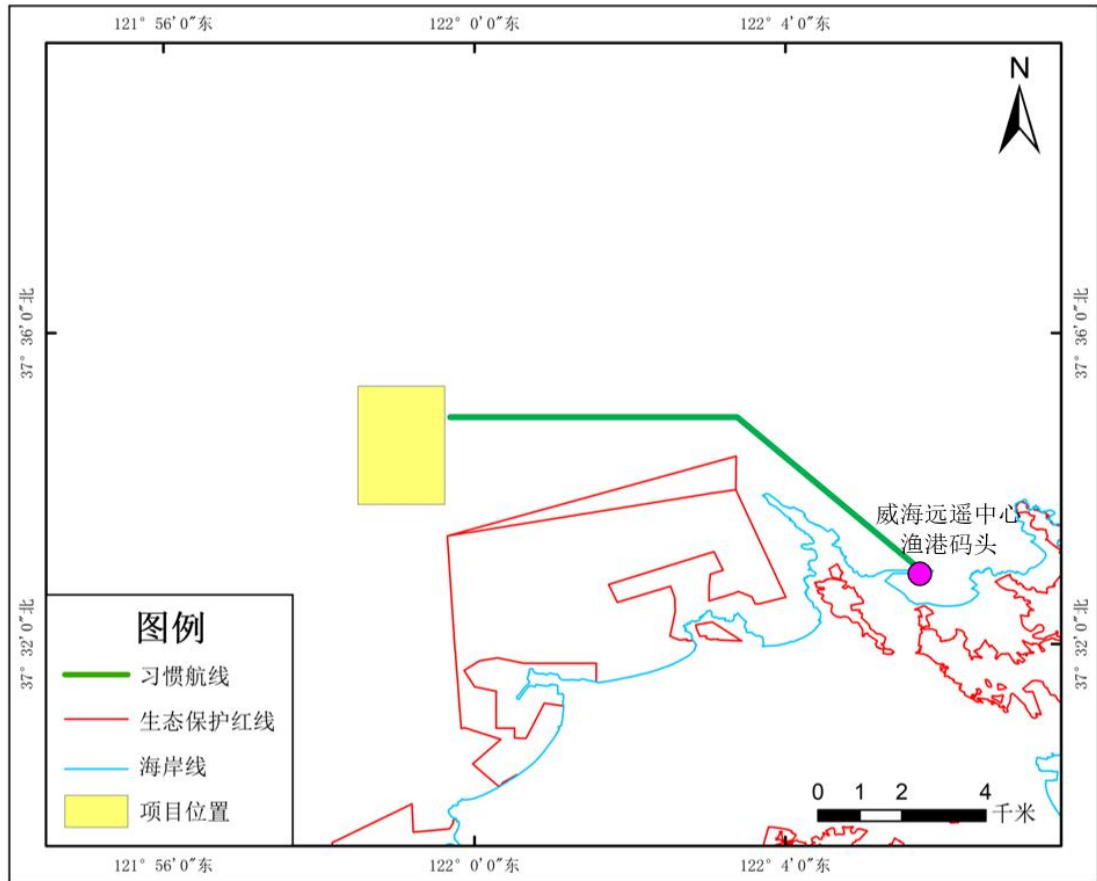 121° 56′0″东
122° 0′0″东
122° 4′0″东
N
37° 36′0″北
37° 36′0″北
威海远遥中心
渔港码头
37° 32′0″北
37° 32′0″北
图例
习惯航线
生态保护红线
海岸线
项目位置
0 1 2 4
千米
121° 56′0″东
122° 0′0″东
122° 4′0″东